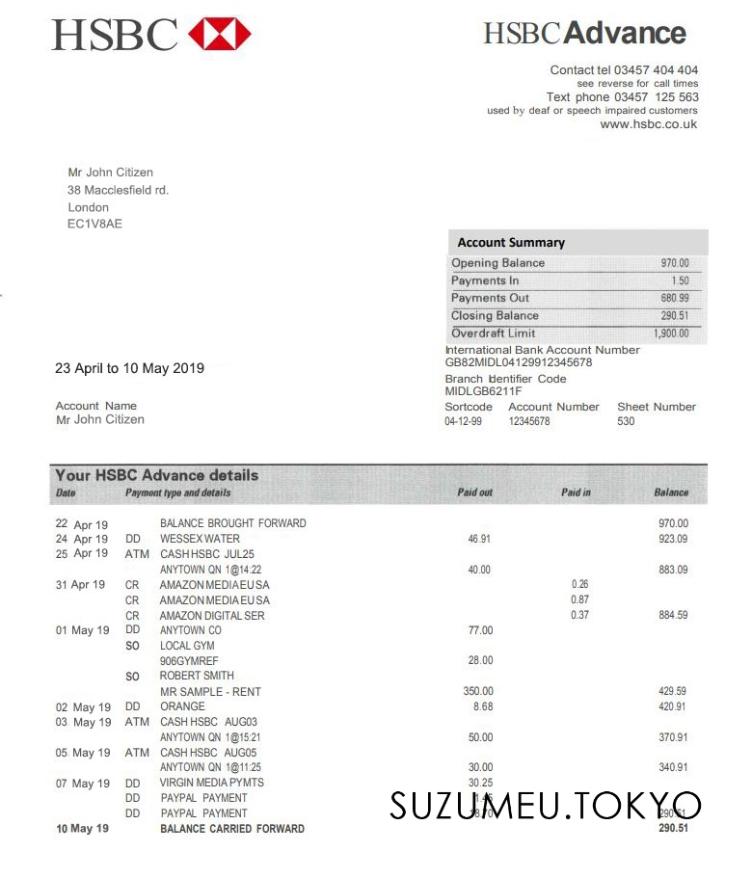 HSBC
HSBC Advance
Contact tel 03457 404 404
see reverse for call times
Text phone 03457 125 563
used by deaf or speech impaired customers
www.hsbc.co.uk
Mr John Citizen
38 Macclesfield rd.
London
EC1V8AE
Account Summary
Opening Balance 970.00
Payments In 1.50
Payments Out 680.99
Closing Balance 290.51
Overdraft Limit 1,900.00
International Bank Account Number
GB82MIDL04129912345678
Branch Identifier Code
MIDLGB6211F
Sortcode Account Number Sheet Number
04-12-99 12345678 530
23 April to 10 May 2019
Account Name
Mr John Citizen
Your HSBC Advance details
Date Payment type and details Paid out Paid in Balance
22 Apr 19 BALANCE BROUGHT FORWARD 970.00
24 Apr 19 DD WESSEX WATER 46.91 923.09
25 Apr 19 ATM CASH HSBC JUL25
ANYTOWN QN 1@14:22 40.00 883.09
31 Apr 19 CR AMAZON MEDIA EU SA 0.26
CR AMAZON MEDIA EU SA 0.87
CR AMAZON DIGITAL SER 0.37 884.59
01 May 19 DD ANYTOWN CO 77.00
SO LOCAL GYM
906GYMREF 28.00
SO ROBERT SMITH
MR SAMPLE - RENT 350.00 429.59
02 May 19 DD ORANGE 8.68 420.91
03 May 19 ATM CASH HSBC AUG03
ANYTOWN QN 1@15:21 50.00 370.91
05 May 19 ATM CASH HSBC AUG05
ANYTOWN QN 1@11:25 30.00 340.91
07 May 19 DD VIRGIN MEDIA PYMTS 30.25
DD PAYPAL PAYMENT
DD PAYPAL PAYMENT 290.51
10 May 19 BALANCE CARRIED FORWARD 290.51
SUZUMEU.TOKYO